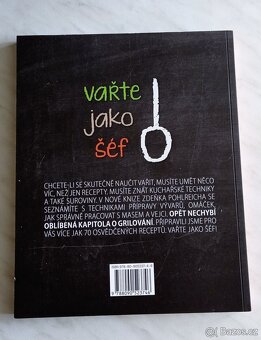 vařte
jako
šéf
CHCETE-LI SE SKUTEČNĚ NAUČIT VAŘIT, MUSÍTE UMĚT NĚCO
VÍC, NEŽ JEN RECEPTY. MUSÍTE ZNÁT KUCHAŘSKÉ TECHNIKY
A TAKÉ SUROVINY. V NOVÉ KNIZE ZDEŇKA POHLREICHA SE
SEZNÁMÍTE S TECHNIKAMI PŘÍPRAVY VÝVARŮ, OMÁČEK,
JAK SPRÁVNĚ PRACOVAT S MASEM A VEJCI. OPĚT NECHYBÍ
OBLÍBENÁ KAPITOLA O GRILOVÁNÍ. PŘIPRAVILI JSME PRO
VÁS VÍCE JAK 70 OSVĚDČENÝCH RECEPTŮ. VAŘTE JAKO ŠÉF!
Bazoš.cz